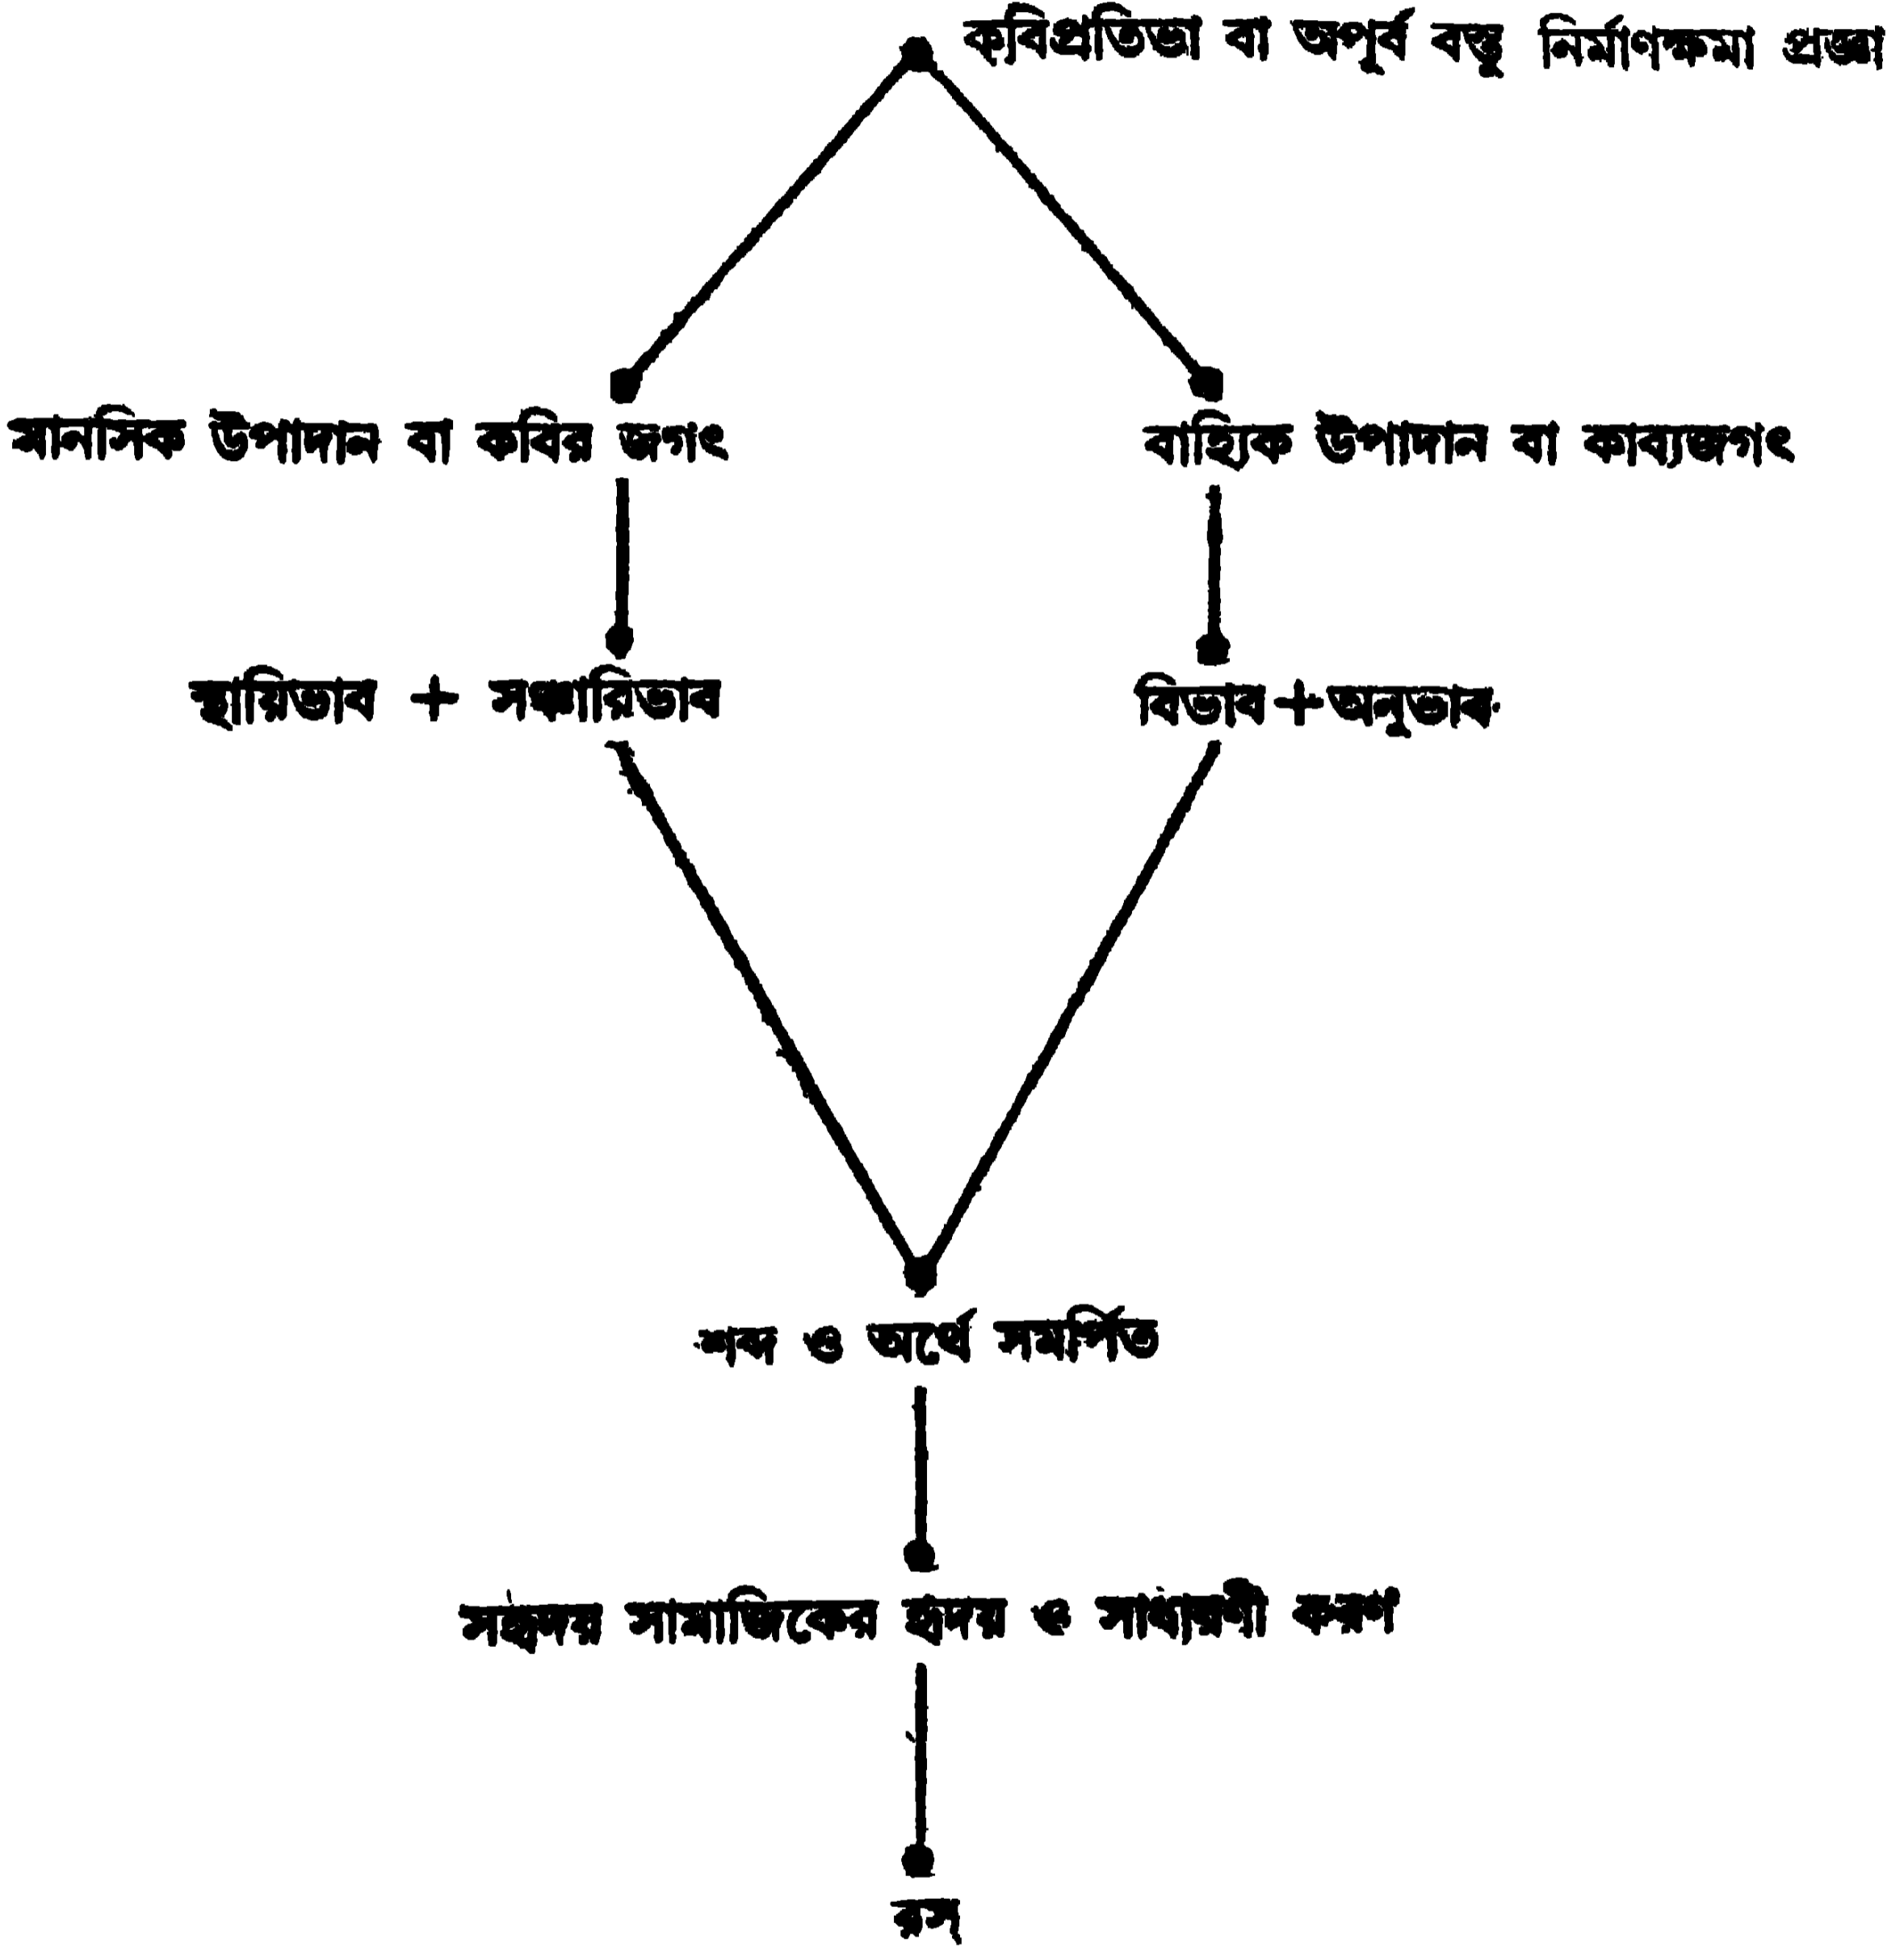 কবিপ্রতিভা বা অপূর্ব বস্তু নির্মাণক্ষমা প্রজ্ঞা
মানসিক উপাদান বা কবির জগৎ
বাহ্যিক উপাদান বা কাব্যজগৎ
স্থায়িভাব + সঞ্চারিভাব
বিভাব + অনুভাব
শব্দ ও অর্থে সমর্পিত
সহৃদয় সামাজিকের হৃদয় ও সাধারণী করণ
রস